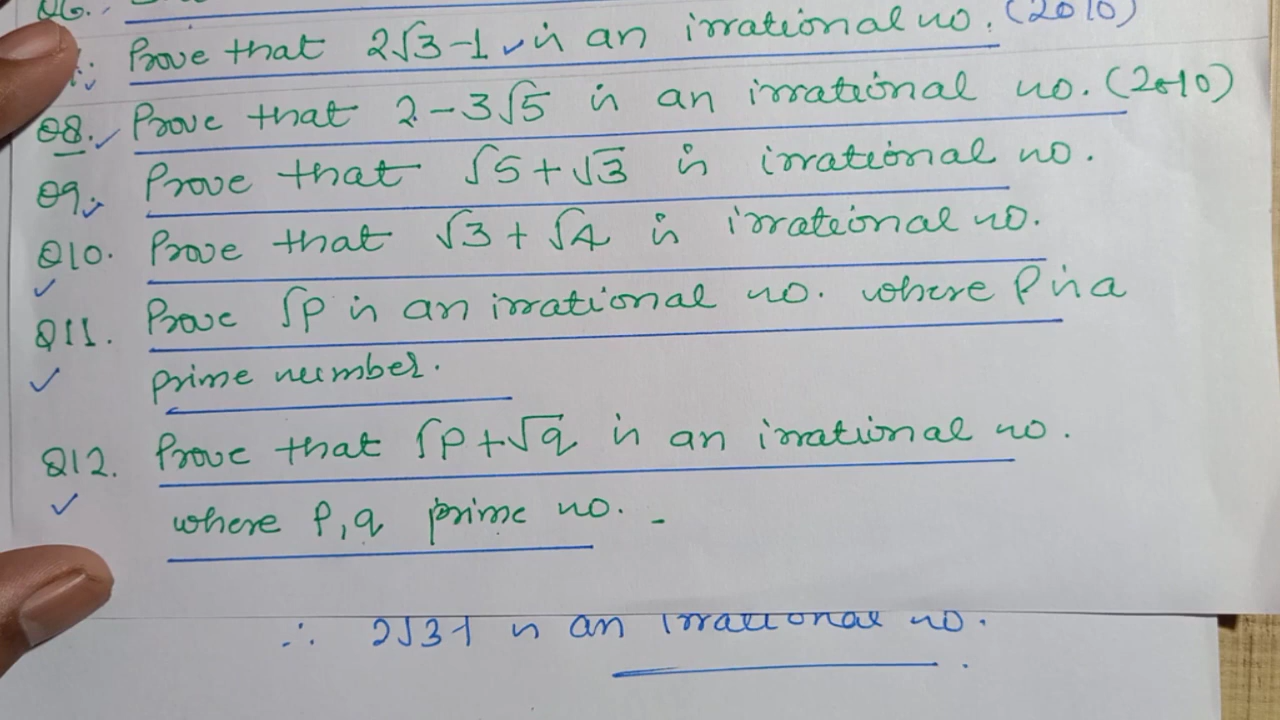 Q6.
Prove that 2√3-1 is an irrational no. (2010)
Q8. Prove that 2-3√5 is an irrational no. (2010)
Q9. Prove that √5+√3 is irrational no.
Q10. Prove that √3+√4 is irrational no.
Q11. Prove √p is an irrational no. where P is a
prime number.
Q12. Prove that √p+√q is an irrational no.
where P,q prime no. -
∴ 2√3-1 is an irrational no.